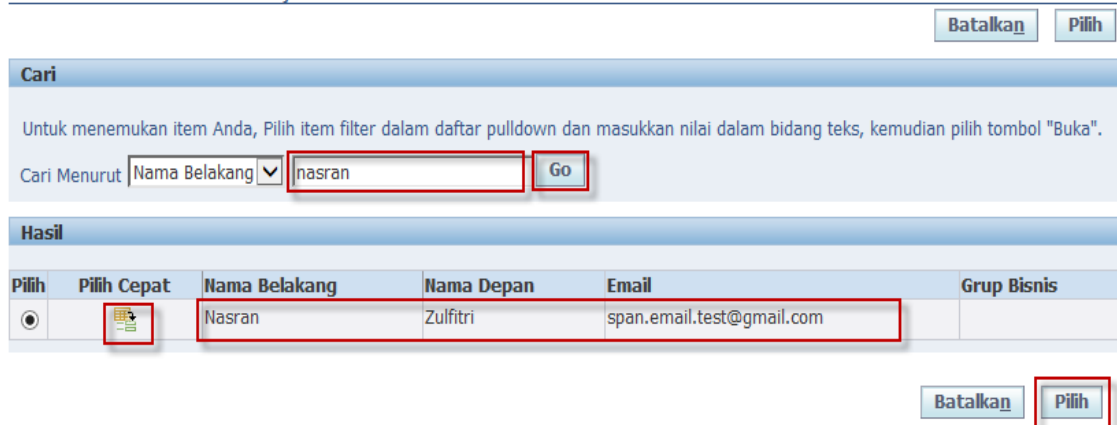 Batalkan Pilih
Cari
Untuk menemukan item Anda, Pilih item filter dalam daftar pulldown dan masukkan nilai dalam bidang teks, kemudian pilih tombol "Buka".
Cari Menurut Nama Belakang nasran Go
Hasil
Pilih Pilih Cepat Nama Belakang Nama Depan Email Grup Bisnis
Nasran Zulfitri span.email.test@gmail.com
Batalkan Pilih